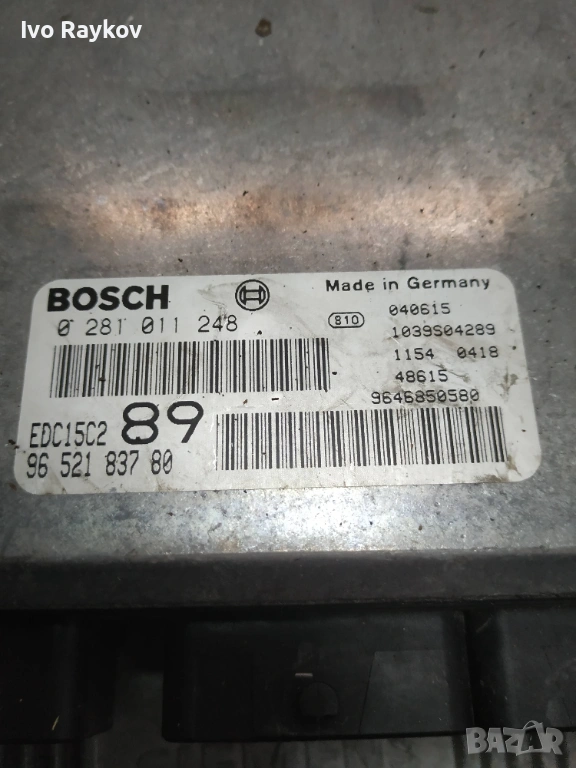 Ivo Raykov
BOSCH
Made in Germany
0 281 011 248
810
040615
1039S04289
1154 0418
48615
9646850580
EDC15C2 89
96 521 837 80
BAZAR